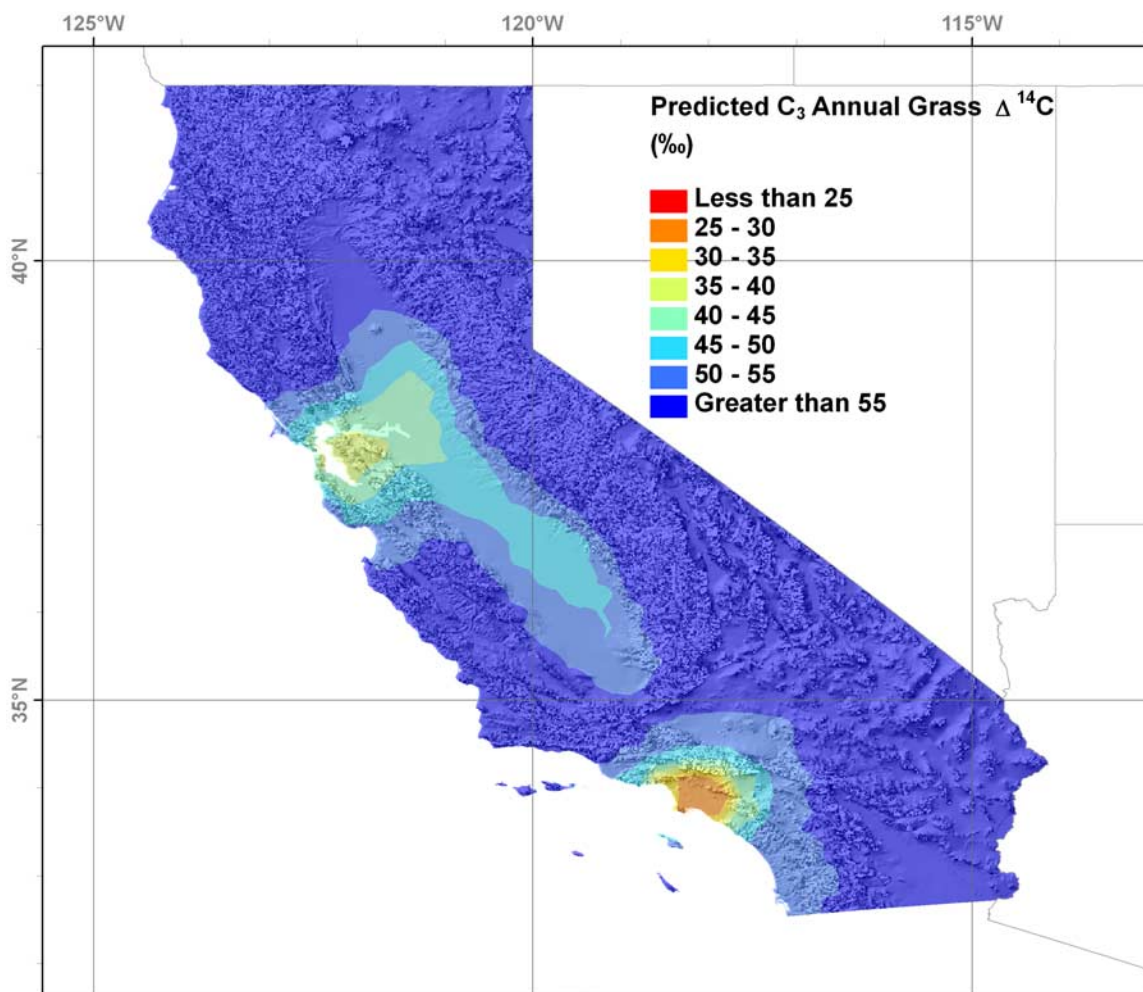 125°W 120°W 115°W
Predicted C₃ Annual Grass Δ ¹⁴C
(‰)
Less than 25
25 - 30
30 - 35
35 - 40
40 - 45
45 - 50
50 - 55
Greater than 55
40°N
35°N